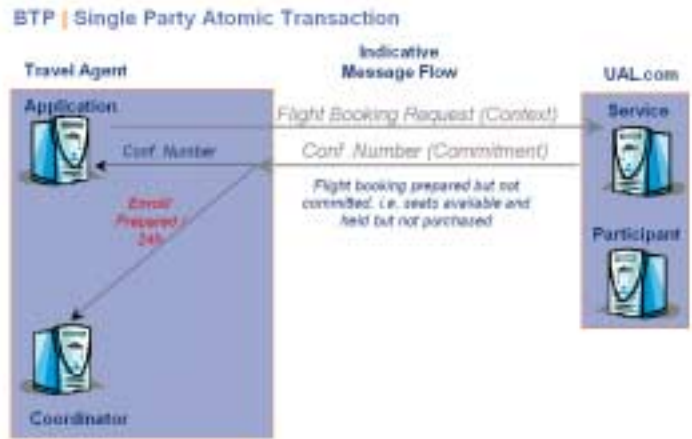 BTP | Single Party Atomic Transaction
Indicative
Message Flow
Travel Agent
UAL.com
Application
Service
Flight Booking Request (Context)
Conf. Number
Conf. Number (Commitment)
Flight booking prepared but not
committed. i.e. seats available and
held but not purchased
Enroll/
Prepared /
24h
Participant
Coordinator